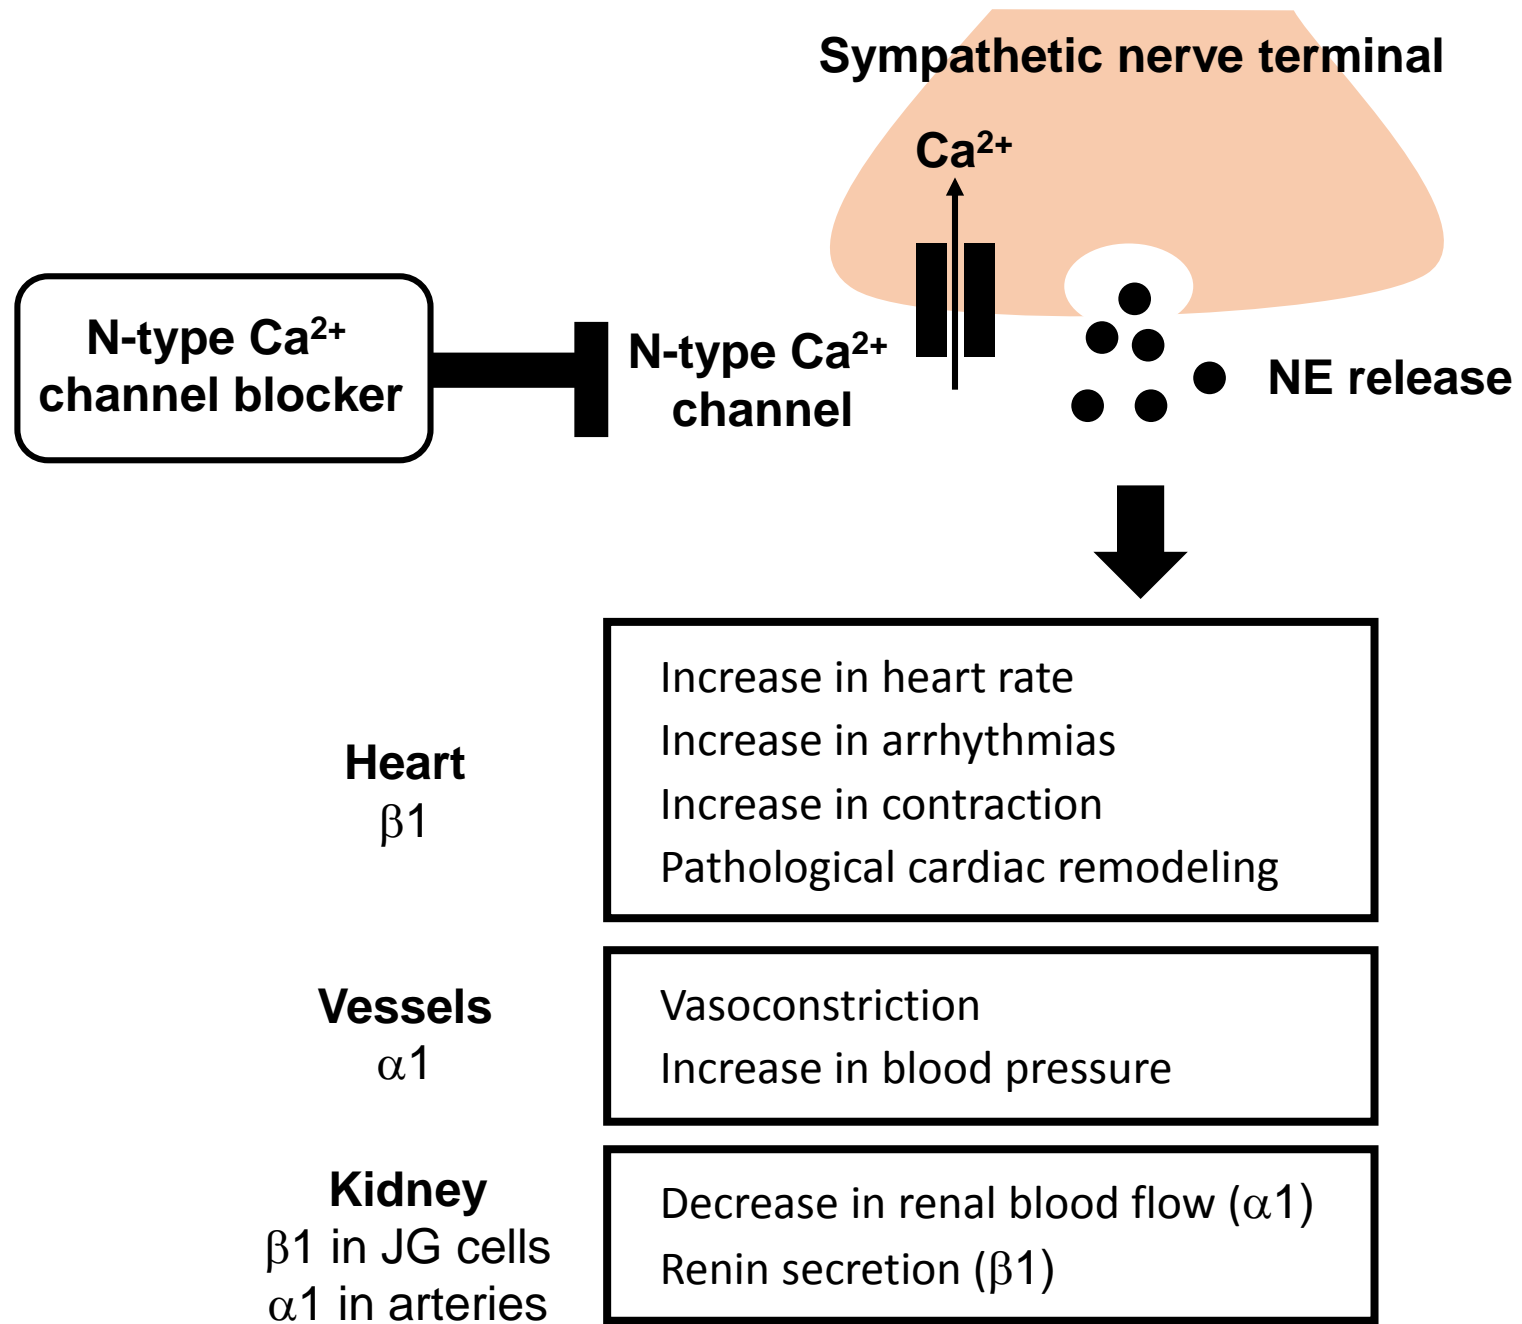 Sympathetic nerve terminal
Ca²⁺
N-type Ca²⁺
channel blocker
N-type Ca²⁺
channel
NE release
Heart
β1
Increase in heart rate
Increase in arrhythmias
Increase in contraction
Pathological cardiac remodeling
Vessels
α1
Vasoconstriction
Increase in blood pressure
Kidney
β1 in JG cells
α1 in arteries
Decrease in renal blood flow (α1)
Renin secretion (β1)